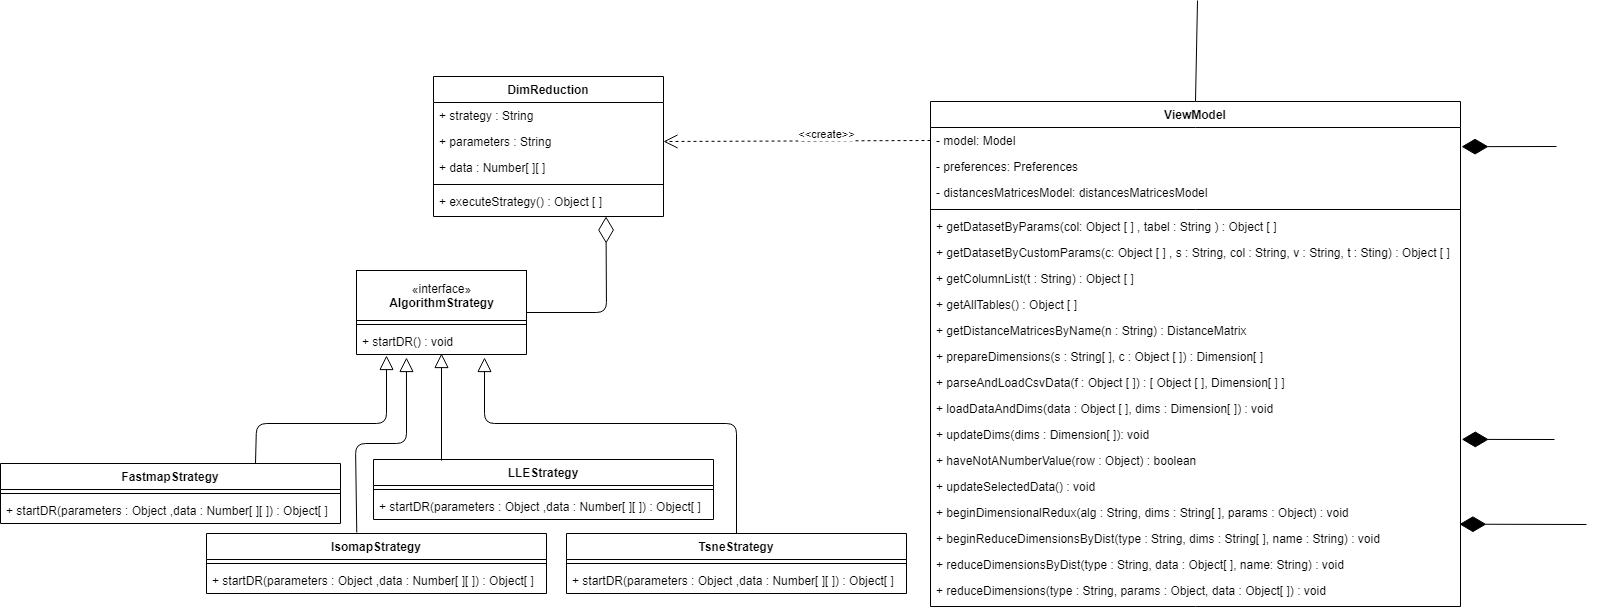 DimReduction
+ strategy : String
+ parameters : String
+ data : Number[ ][ ]
+ executeStrategy() : Object [ ]
<<create>>
«interface»
AlgorithmStrategy
+ startDR() : void
FastmapStrategy
+ startDR(parameters : Object ,data : Number[ ][ ]) : Object[ ]
LLEStrategy
+ startDR(parameters : Object ,data : Number[ ][ ]) : Object[ ]
IsomapStrategy
+ startDR(parameters : Object ,data : Number[ ][ ]) : Object[ ]
TsneStrategy
+ startDR(parameters : Object ,data : Number[ ][ ]) : Object[ ]
ViewModel
- model: Model
- preferences: Preferences
- distancesMatricesModel: distancesMatricesModel
+ getDatasetByParams(col: Object [ ] , tabel : String ) : Object [ ]
+ getDatasetByCustomParams(c: Object [ ] , s : String, col : String, v : String, t : Sting) : Object [ ]
+ getColumnList(t : String) : Object [ ]
+ getAllTables() : Object [ ]
+ getDistanceMatricesByName(n : String) : DistanceMatrix
+ prepareDimensions(s : String[ ], c : Object [ ]) : Dimension[ ]
+ parseAndLoadCsvData(f : Object [ ]) : [ Object [ ], Dimension[ ] ]
+ loadDataAndDims(data : Object [ ], dims : Dimension[ ]) : void
+ updateDims(dims : Dimension[ ]): void
+ haveNotANumberValue(row : Object) : boolean
+ updateSelectedData() : void
+ beginDimensionalRedux(alg : String, dims : String[ ], params : Object) : void
+ beginReduceDimensionsByDist(type : String, dims : String[ ], name : String) : void
+ reduceDimensionsByDist(type : String, data : Object[ ], name: String) : void
+ reduceDimensions(type : String, params : Object, data : Object[ ]) : void